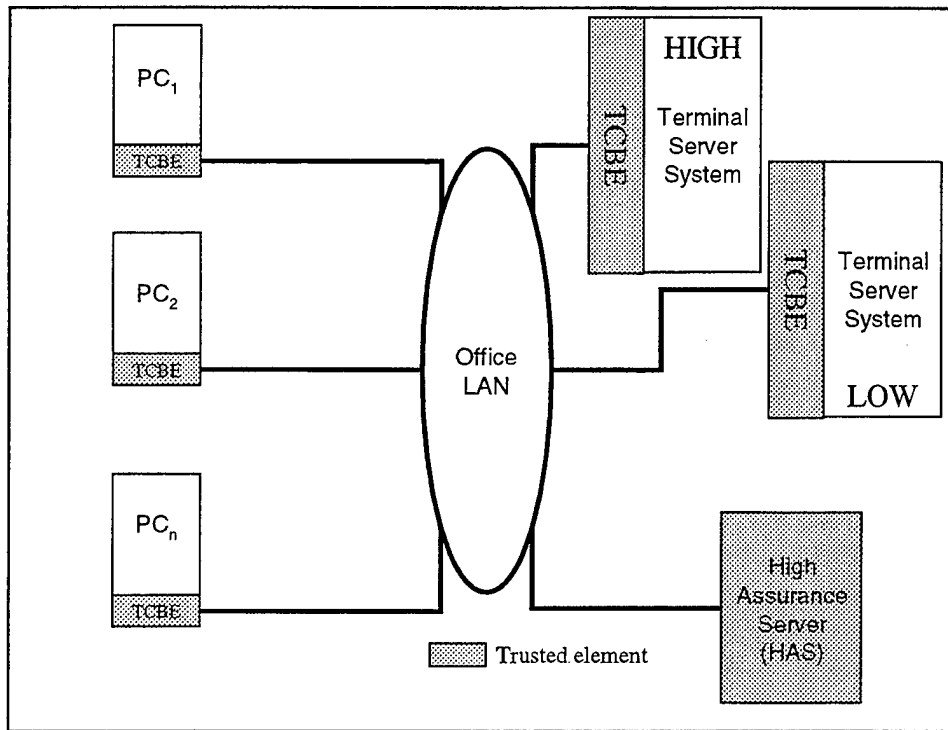 PC1
TCBE
PC2
TCBE
PCn
TCBE
Office
LAN
TCBE
HIGH
Terminal
Server
System
TCBE
Terminal
Server
System
LOW
High
Assurance
Server
(HAS)
Trusted element